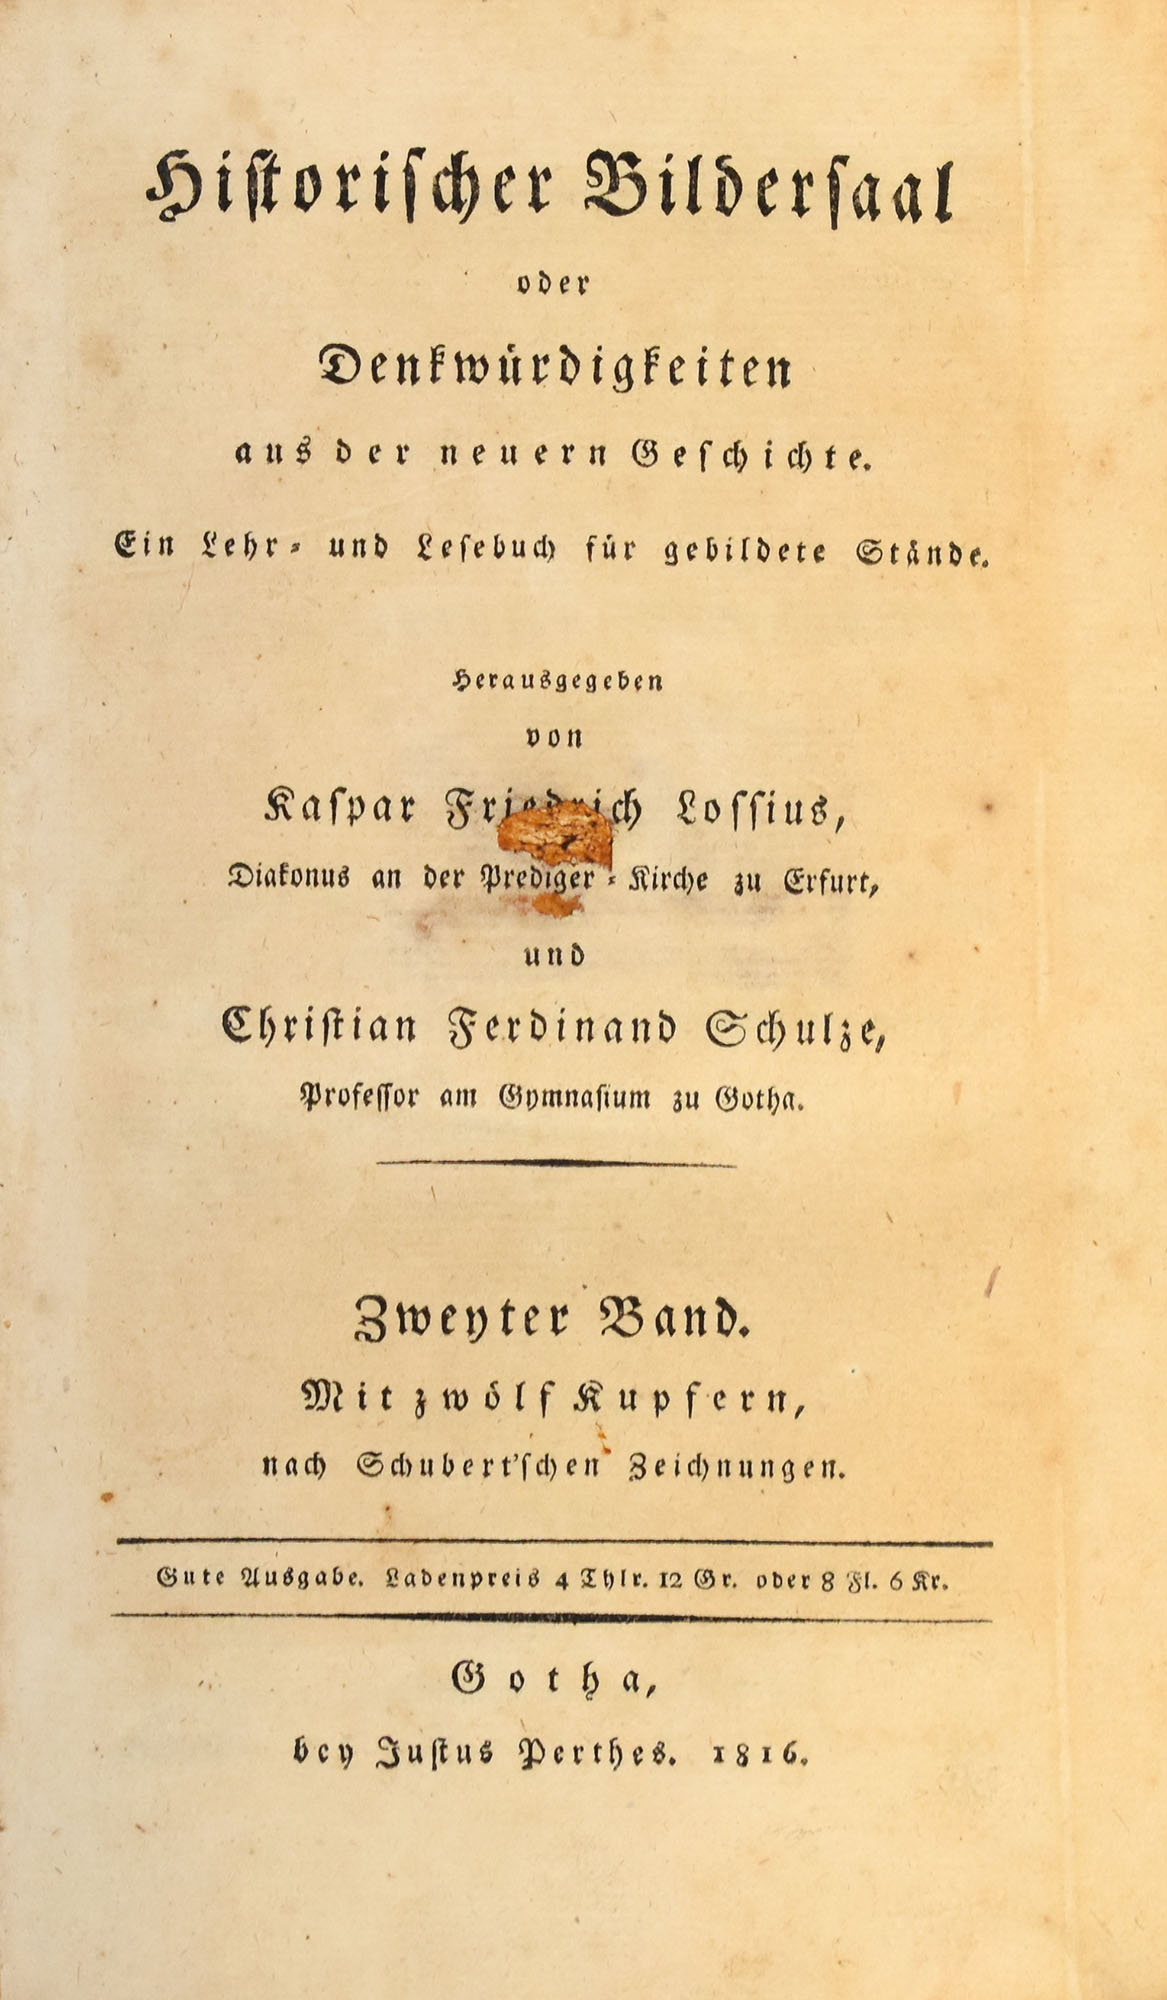 Historischer Bildersaal
oder
Denkwürdigkeiten
aus der neuern Geschichte.
Ein Lehr- und Lesebuch für gebildete Stände.
Herausgegeben
von
Kaspar Friedrich Lossius,
Diakonus an der Prediger-Kirche zu Erfurt,
und
Christian Ferdinand Schulze,
Professor am Gymnasium zu Gotha.
Zweyter Band.
Mit zwölf Kupfern,
nach Schubert'schen Zeichnungen.
Gute Ausgabe. Ladenpreis 4 Thlr. 12 Gr. oder 8 Fl. 6 Kr.
Gotha,
bey Justus Perthes. 1816.